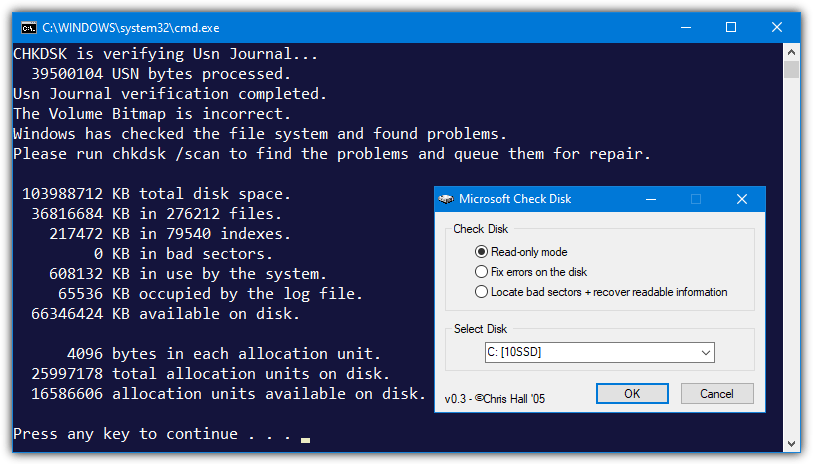 C:\WINDOWS\system32\cmd.exe
CHKDSK is verifying Usn Journal...
39500104 USN bytes processed.
Usn Journal verification completed.
The Volume Bitmap is incorrect.
Windows has checked the file system and found problems.
Please run chkdsk /scan to find the problems and queue them for repair.
103988712 KB total disk space.
36816684 KB in 276212 files.
217472 KB in 79540 indexes.
0 KB in bad sectors.
608132 KB in use by the system.
65536 KB occupied by the log file.
66346424 KB available on disk.
4096 bytes in each allocation unit.
25997178 total allocation units on disk.
16586606 allocation units available on disk.
Press any key to continue . . .
Microsoft Check Disk
Check Disk
Read-only mode
Fix errors on the disk
Locate bad sectors + recover readable information
Select Disk
C: [10SSD]
v0.3 - ©Chris Hall '05
OK
Cancel